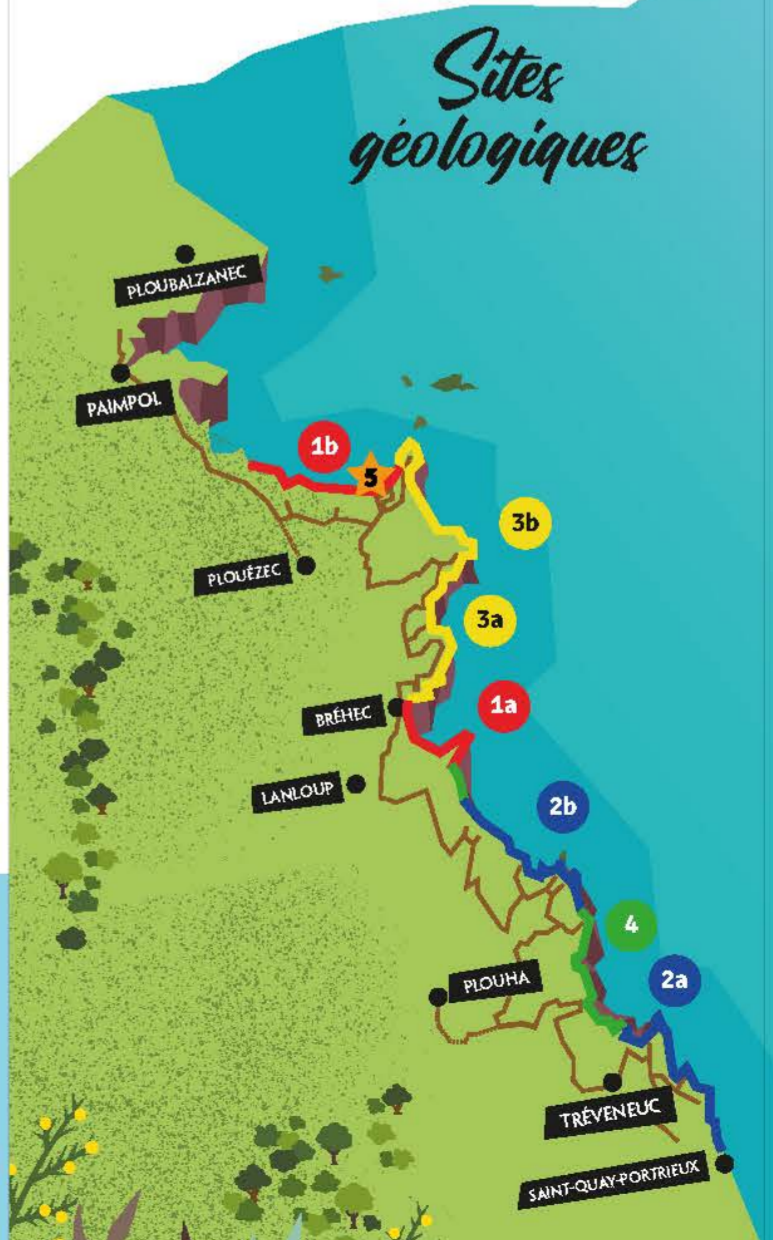 Sites
géologiques
PLOUBALZANEC
PAIMPOL
1b
5
3b
PLOUÉZEC
3a
1a
BRÉHEC
LANLOUP
2b
4
PLOUHA
2a
TRÉVENEUC
SAINT-QUAY-PORTRIEUX